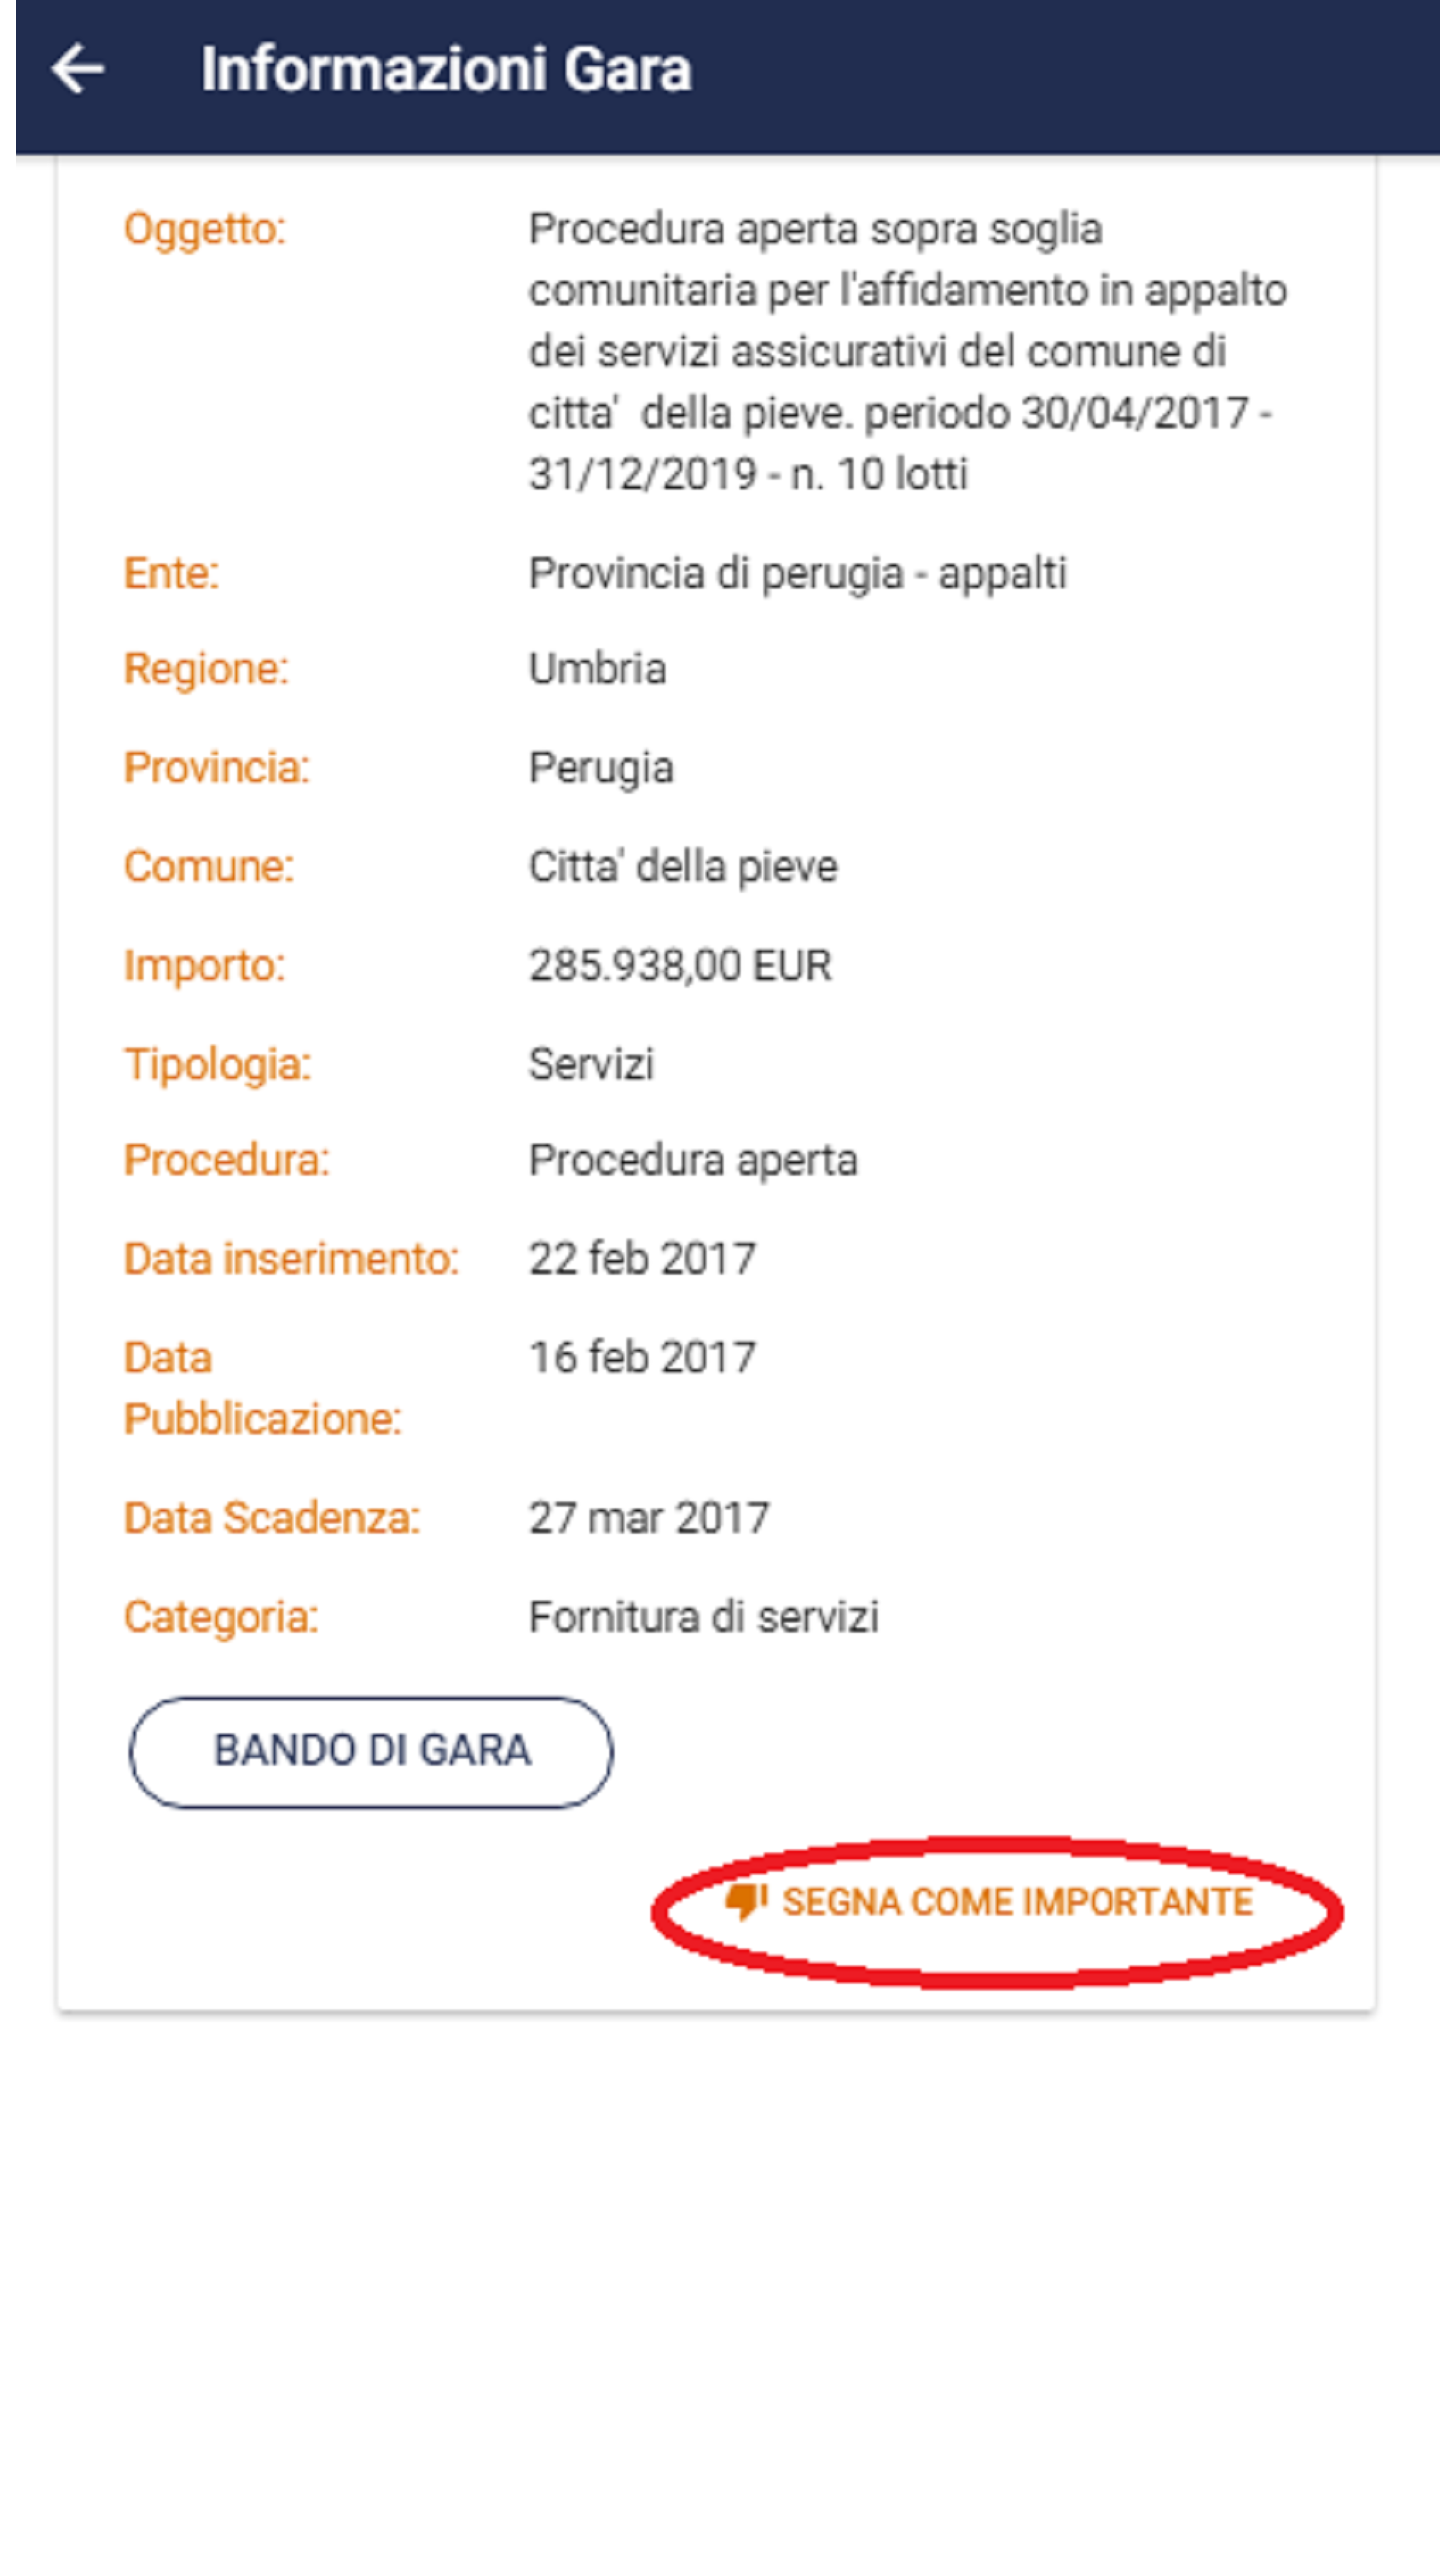 Informazioni Gara
Oggetto: Procedura aperta sopra soglia
comunitaria per l'affidamento in appalto
dei servizi assicurativi del comune di
citta'  della pieve. periodo 30/04/2017 -
31/12/2019 - n. 10 lotti
Ente: Provincia di perugia - appalti
Regione: Umbria
Provincia: Perugia
Comune: Citta' della pieve
Importo: 285.938,00 EUR
Tipologia: Servizi
Procedura: Procedura aperta
Data inserimento: 22 feb 2017
Data 16 feb 2017
Pubblicazione:
Data Scadenza: 27 mar 2017
Categoria: Fornitura di servizi
BANDO DI GARA
SEGNA COME IMPORTANTE